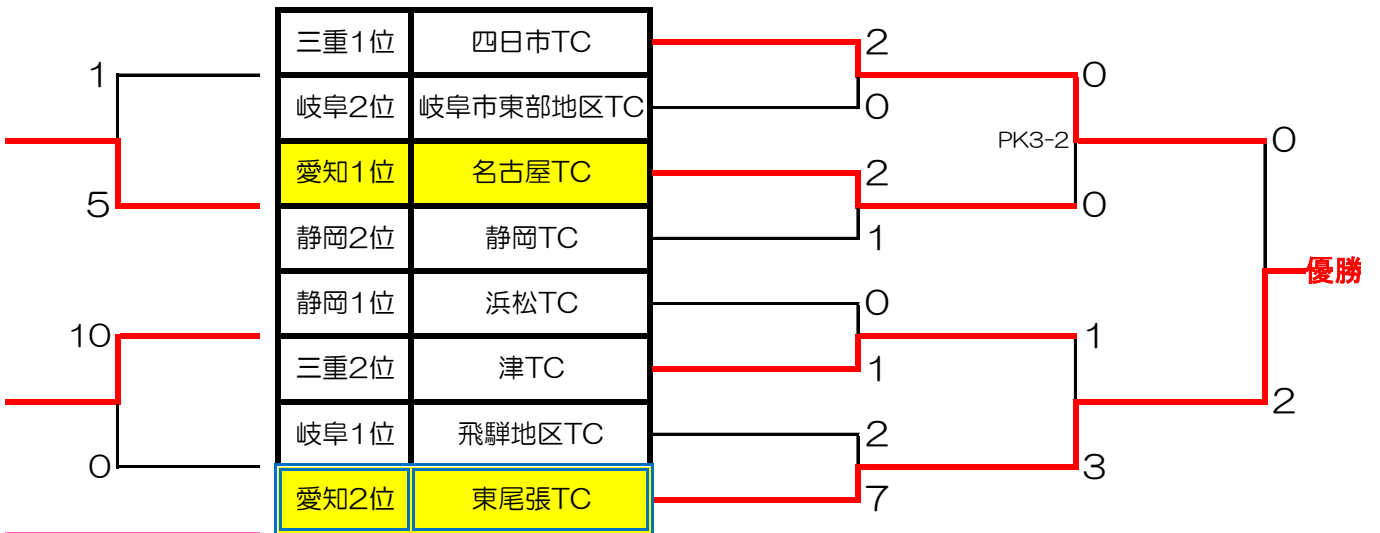 三重1位 四日市TC 2
1 0
岐阜2位 岐阜市東部地区TC 0
PK3-2 0
愛知1位 名古屋TC 2
5 0
静岡2位 静岡TC 1
優勝
静岡1位 浜松TC 0
10 1
三重2位 津TC 1
2
岐阜1位 飛騨地区TC 2
0 3
愛知2位 東尾張TC 7